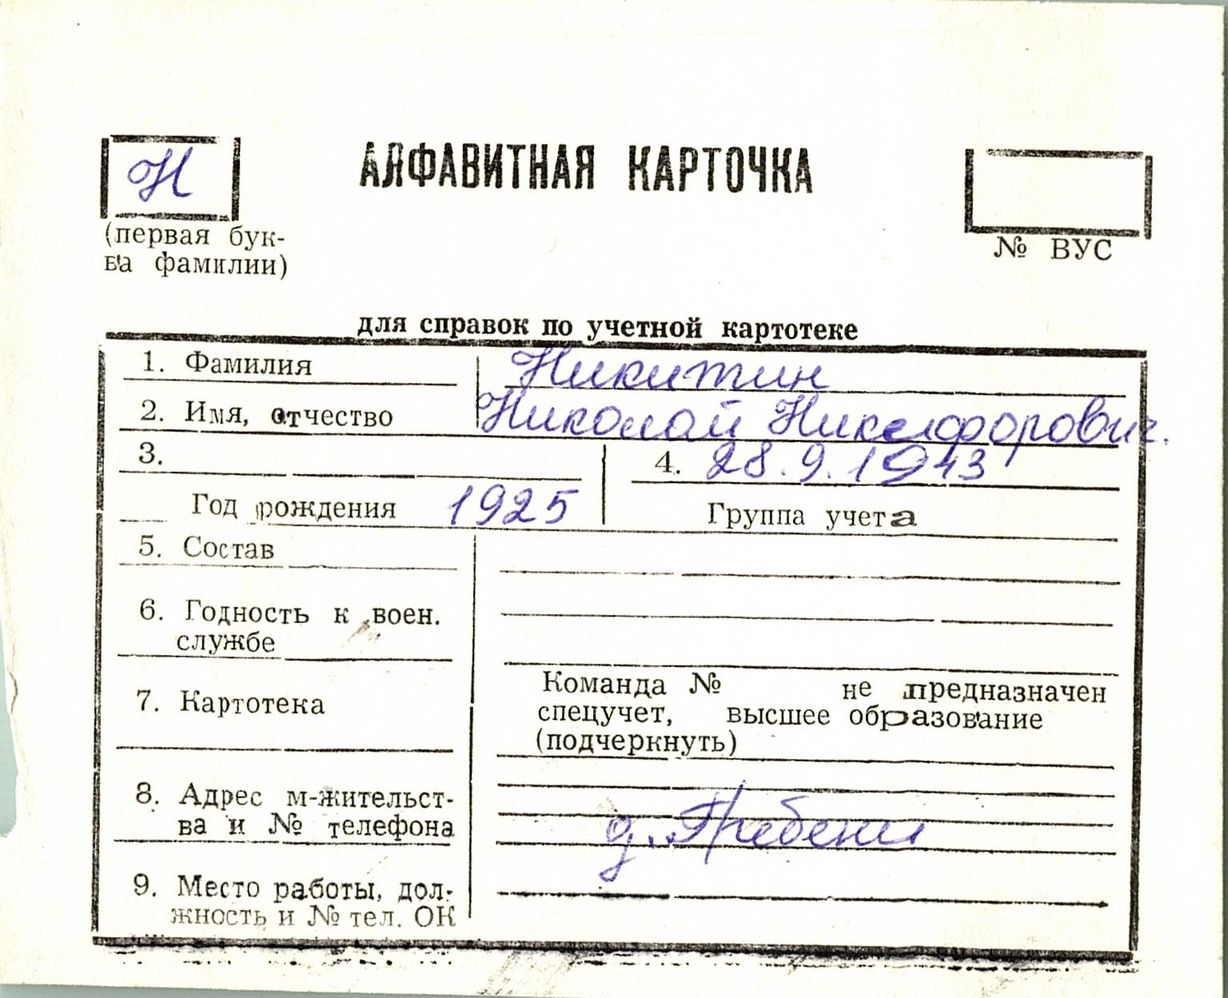 Н
АЛФАВИТНАЯ КАРТОЧКА
(первая бук-
ва фамилии)
№ ВУС
для справок по учетной картотеке
1. Фамилия Никитин
2. Имя, отчество Николай Никифорович.
3. 4. 28.9.1943
Год рождения 1925 Группа учета
5. Состав
6. Годность к воен.
службе
7. Картотека
Команда № не предназначен
спецучет, высшее образование
(подчеркнуть)
8. Адрес м-жительст-
ва и № телефона
д. Гребени
9. Место работы, дол-
жность и № тел. ОК